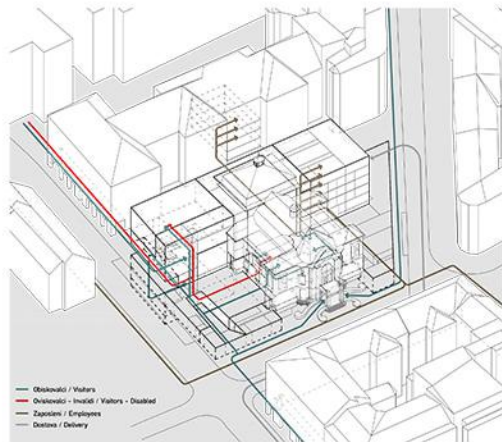 Obiskovalci / Visitors
Oviskovalci - Invalidi / Visitors - Disabled
Zaposleni / Employees
Dostava / Delivery